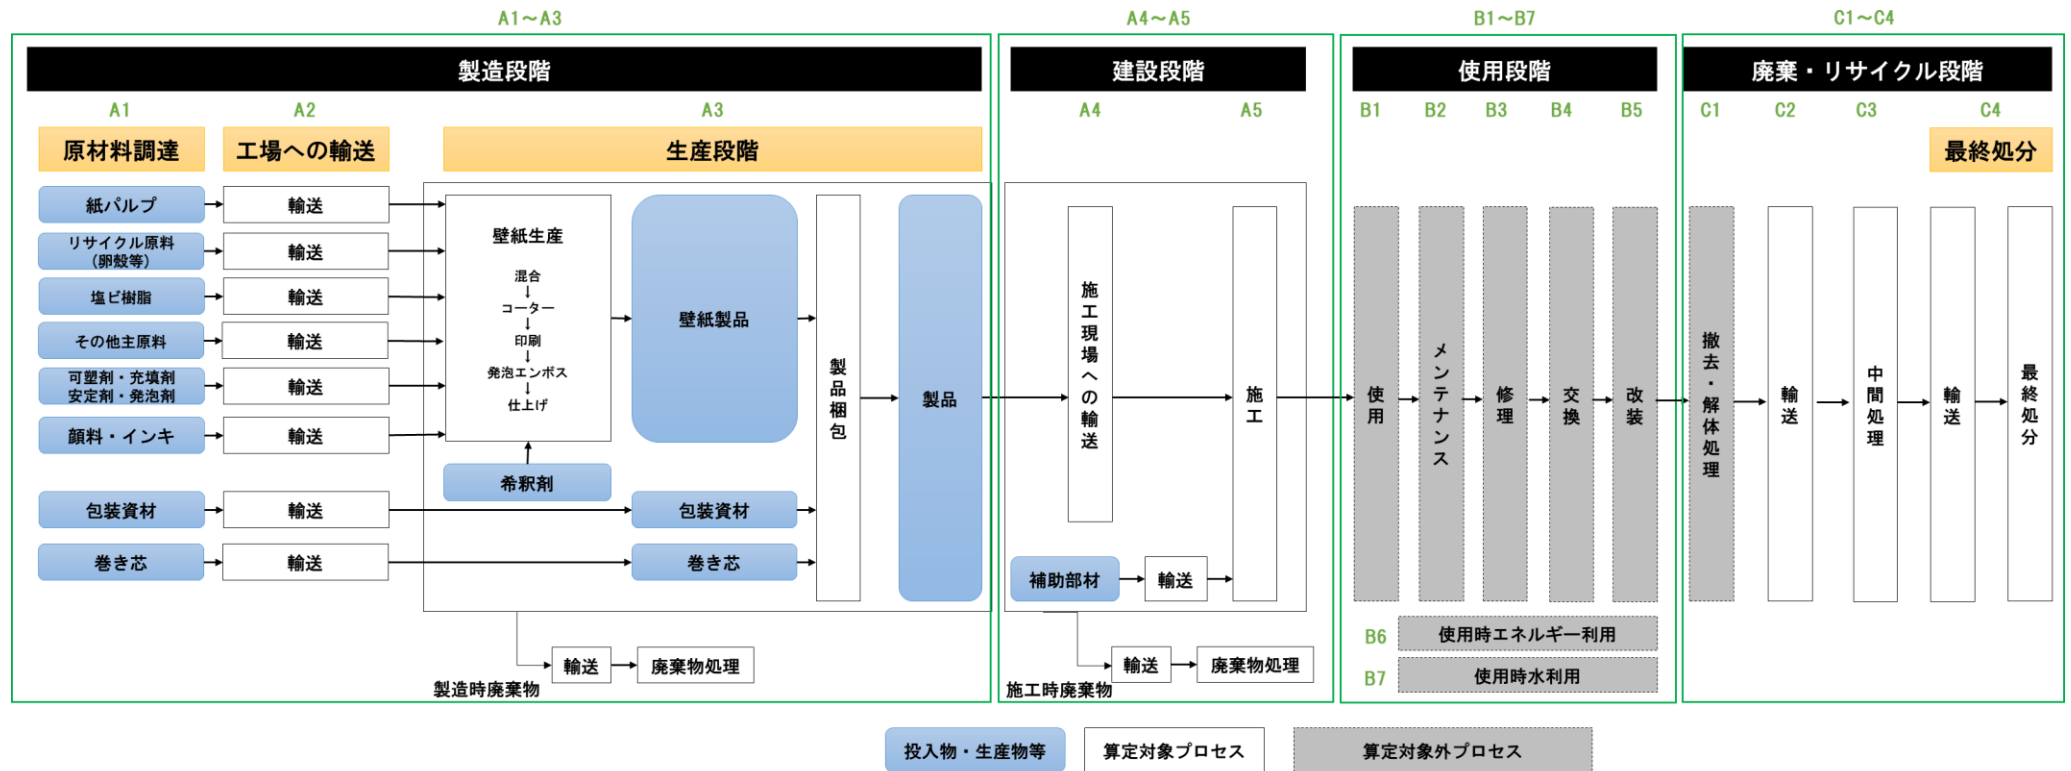 A1～A3
A4～A5
B1～B7
C1～C4
製造段階
建設段階
使用段階
廃棄・リサイクル段階
A1
A2
A3
A4
A5
B1
B2
B3
B4
B5
C1
C2
C3
C4
原材料調達
工場への輸送
生産段階
最終処分
紙パルプ
輸送
リサイクル原料
(卵殻等)
輸送
塩ビ樹脂
輸送
その他主原料
輸送
可塑剤・充填剤
安定剤・発泡剤
輸送
顔料・インキ
輸送
包装資材
輸送
巻き芯
輸送
壁紙生産
混合
↓
コーター
↓
印刷
↓
発泡エンボス
↓
仕上げ
希釈剤
壁紙製品
包装資材
巻き芯
製品梱包
製品
製造時廃棄物
輸送
廃棄物処理
施工現場への輸送
補助部材
輸送
施工
施工時廃棄物
輸送
廃棄物処理
使用
メンテナンス
修理
交換
改装
B6
使用時エネルギー利用
B7
使用時水利用
撤去・解体処理
輸送
中間処理
輸送
最終処分
投入物・生産物等
算定対象プロセス
算定対象外プロセス